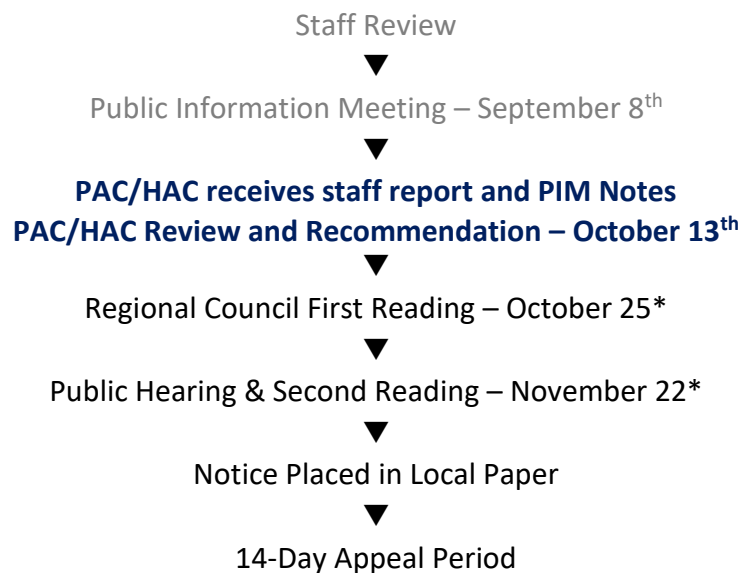 Staff Review
Public Information Meeting – September 8th
PAC/HAC receives staff report and PIM Notes
PAC/HAC Review and Recommendation – October 13th
Regional Council First Reading – October 25*
Public Hearing & Second Reading – November 22*
Notice Placed in Local Paper
14-Day Appeal Period